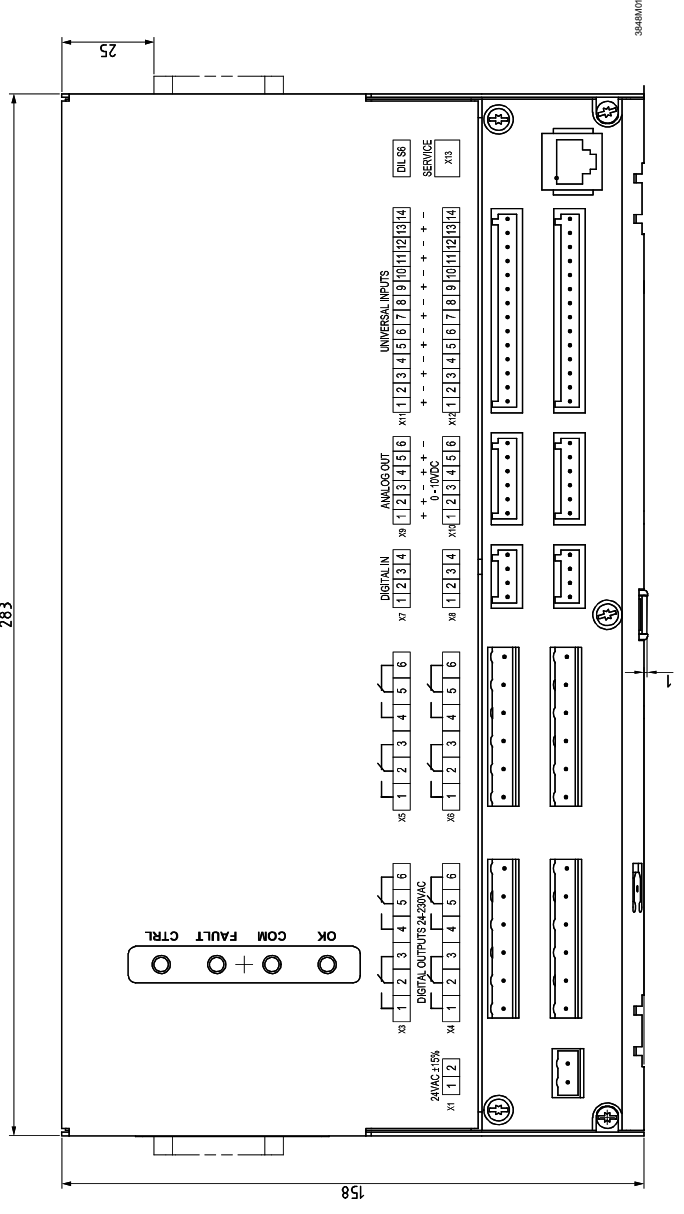 3848M01
25
283
DIL S6
SERVICE
X13
UNIVERSAL INPUTS
X11 1 2 3 4 5 6 7 8 9 10 11 12 13 14
+ - + - + - + - + - + - + -
X12 1 2 3 4 5 6 7 8 9 10 11 12 13 14
ANALOG OUT
X9 1 2 3 4 5 6
+ + - + + -
0 - 10VDC
X10 1 2 3 4 5 6
DIGITAL IN
X7 1 2 3 4
X8 1 2 3 4
1
X5 1 2 3 4 5 6
X6 1 2 3 4 5 6
X3 1 2 3 4 5 6
DIGITAL OUTPUTS 24-230VAC
X4 1 2 3 4 5 6
CTRL
FAULT
COM
OK
24VAC ±15%
X1 1 2
158